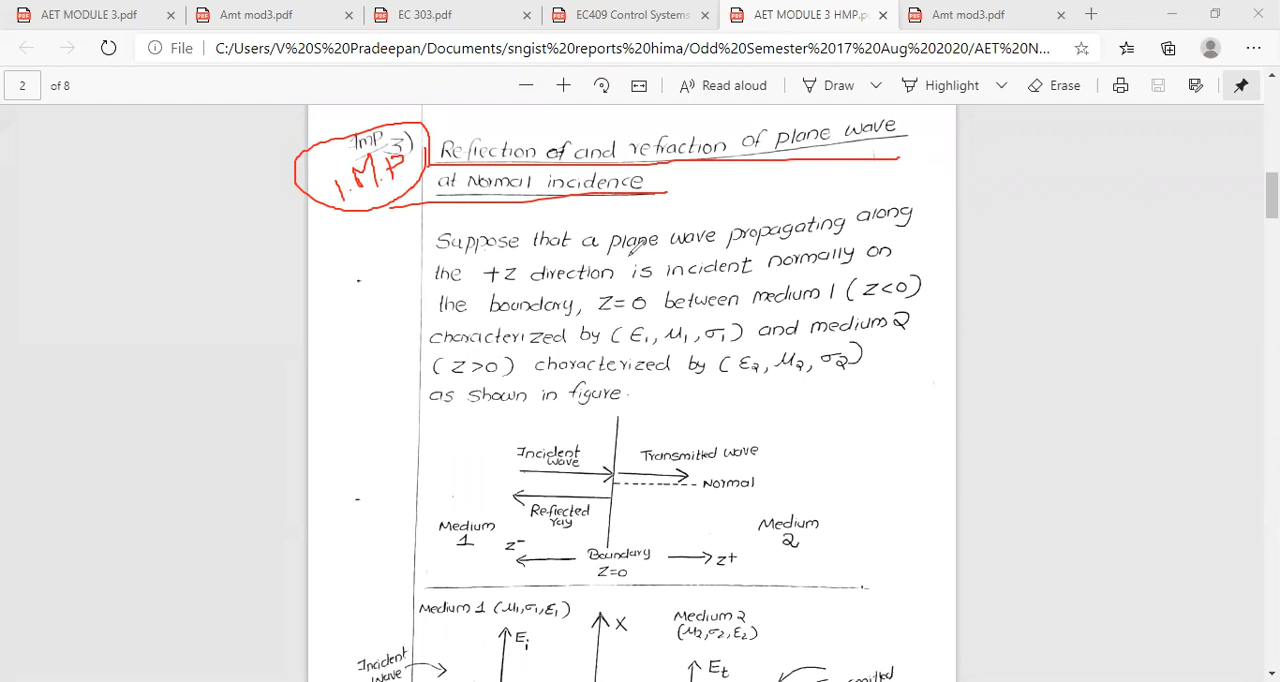 AET MODULE 3.pdf
Amt mod3.pdf
EC 303.pdf
EC409 Control Systems
AET MODULE 3 HMP.p
Amt mod3.pdf
File
C:/Users/V%20S%20Pradeepan/Documents/sngist%20reports%20hima/Odd%20Semester%2017%20Aug%202020/AET%20N...
2 of 8
Read aloud
Draw
Highlight
Erase
Imp 3)
I.M.P
Reflection of and refraction of plane wave
at Normal incidence
Suppose that a plane wave propagating along
the +z direction is incident normally on
the boundary, Z=0 between medium 1 (Z<0)
characterized by (ε1, μ1, σ1) and medium 2
(Z>0) characterized by (ε2, μ2, σ2)
as shown in figure.
Incident wave
Transmitted wave
Normal
Reflected ray
Medium 1
Medium 2
z-
Boundary Z=0
z+
Medium 1 (μ1,σ1,ε1)
X
Medium 2 (μ2,σ2,ε2)
Ei
Et
Incident wave